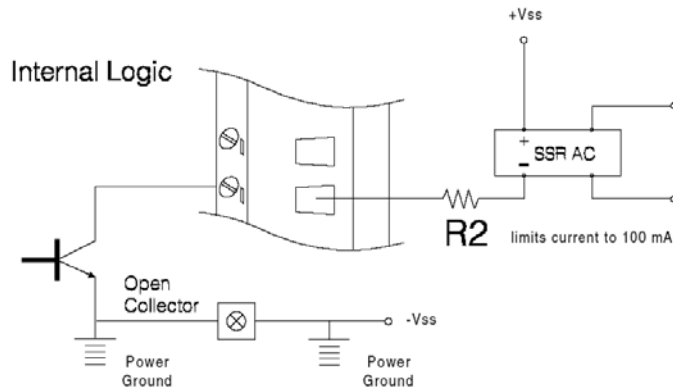 +Vss
Internal Logic
+
-
SSR AC
R2
limits current to 100 mA
Open
Collector
-Vss
Power
Ground
Power
Ground